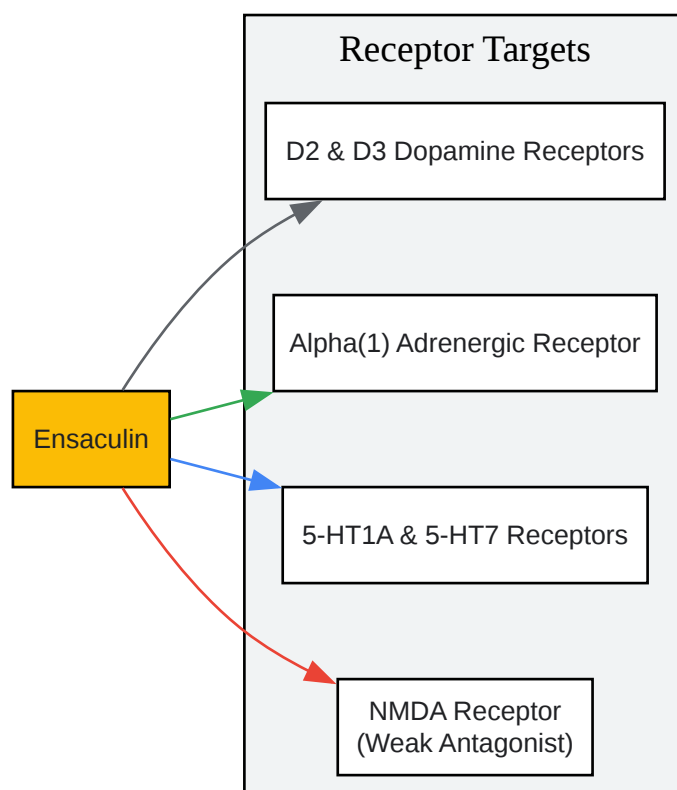 Receptor Targets
D2 & D3 Dopamine Receptors
Alpha(1) Adrenergic Receptor
Ensaculin
5-HT1A & 5-HT7 Receptors
NMDA Receptor
(Weak Antagonist)